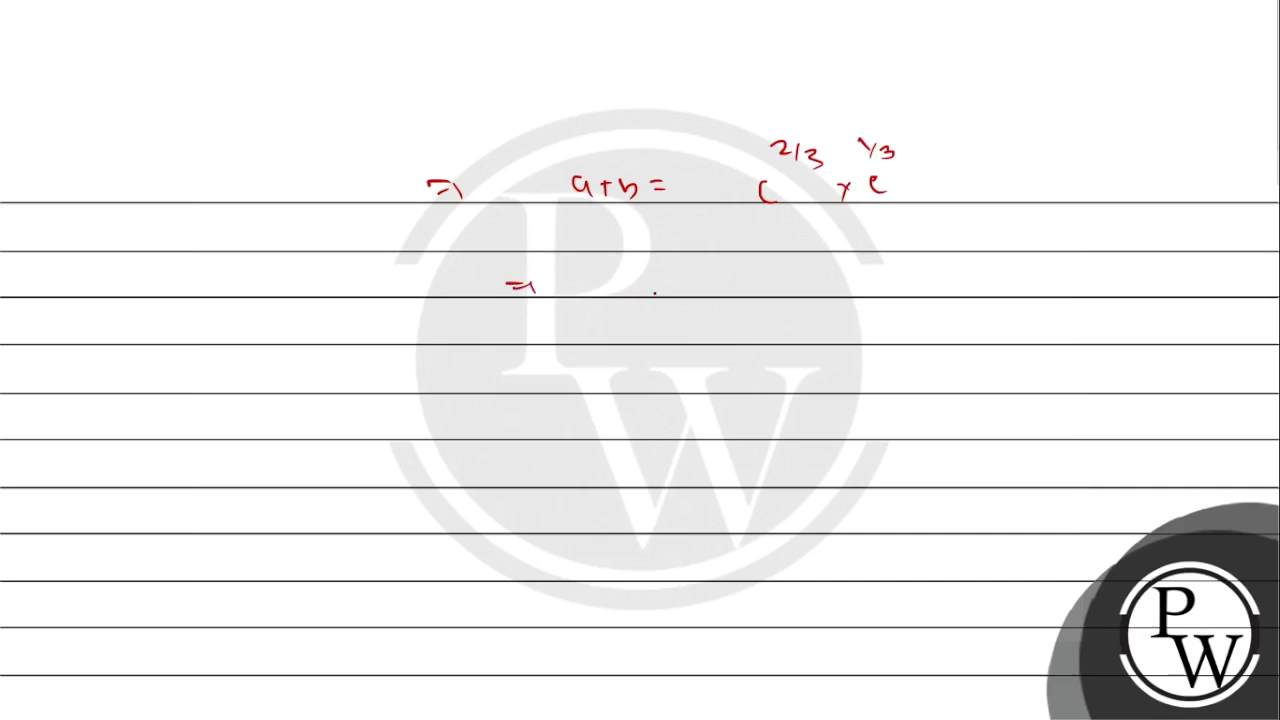 ⇒ a+b = c^{2/3} × c^{1/3}
⇒
P
W
P
W